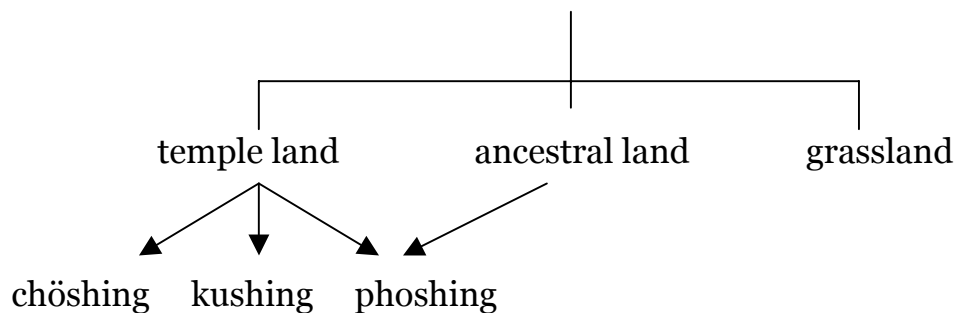 temple land ancestral land grassland
chöshing kushing phoshing